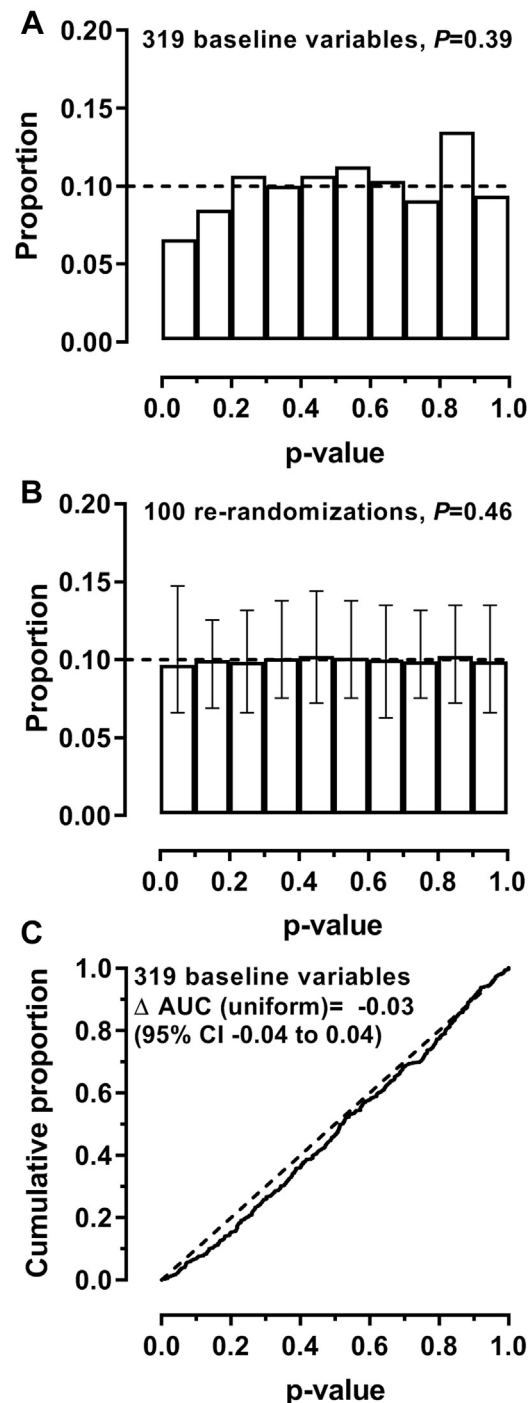 A
319 baseline variables, P=0.39
0.20
0.15
0.10
0.05
0.00
Proportion
0.0 0.2 0.4 0.6 0.8 1.0
p-value
B
100 re-randomizations, P=0.46
0.20
0.15
0.10
0.05
0.00
Proportion
0.0 0.2 0.4 0.6 0.8 1.0
p-value
C
319 baseline variables
Δ AUC (uniform)= -0.03
(95% CI -0.04 to 0.04)
1.0
0.8
0.6
0.4
0.2
0.0
Cumulative proportion
0.0 0.2 0.4 0.6 0.8 1.0
p-value